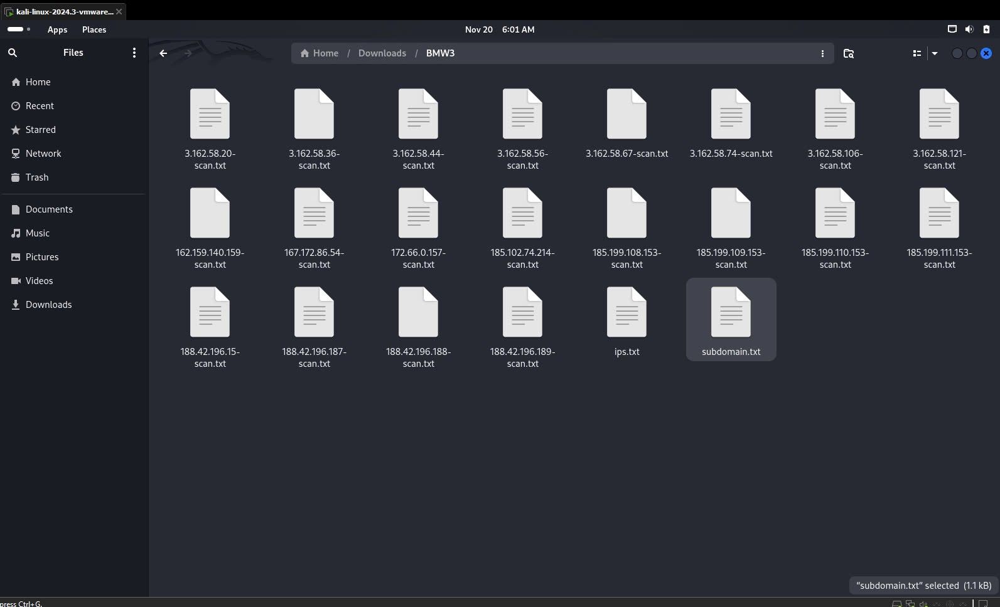 kali-linux-2024.3-vmware...
Apps Places Nov 20 6:01 AM
Files Home / Downloads / BMW3
Home
Recent
Starred
Network
Trash
Documents
Music
Pictures
Videos
Downloads
3.162.58.20-
scan.txt
3.162.58.36-
scan.txt
3.162.58.44-
scan.txt
3.162.58.56-
scan.txt
3.162.58.67-scan.txt
3.162.58.74-scan.txt
3.162.58.106-
scan.txt
3.162.58.121-
scan.txt
162.159.140.159-
scan.txt
167.172.86.54-
scan.txt
172.66.0.157-
scan.txt
185.102.74.214-
scan.txt
185.199.108.153-
scan.txt
185.199.109.153-
scan.txt
185.199.110.153-
scan.txt
185.199.111.153-
scan.txt
188.42.196.15-
scan.txt
188.42.196.187-
scan.txt
188.42.196.188-
scan.txt
188.42.196.189-
scan.txt
ips.txt
subdomain.txt
“subdomain.txt” selected (1.1 kB)
press Ctrl+G.